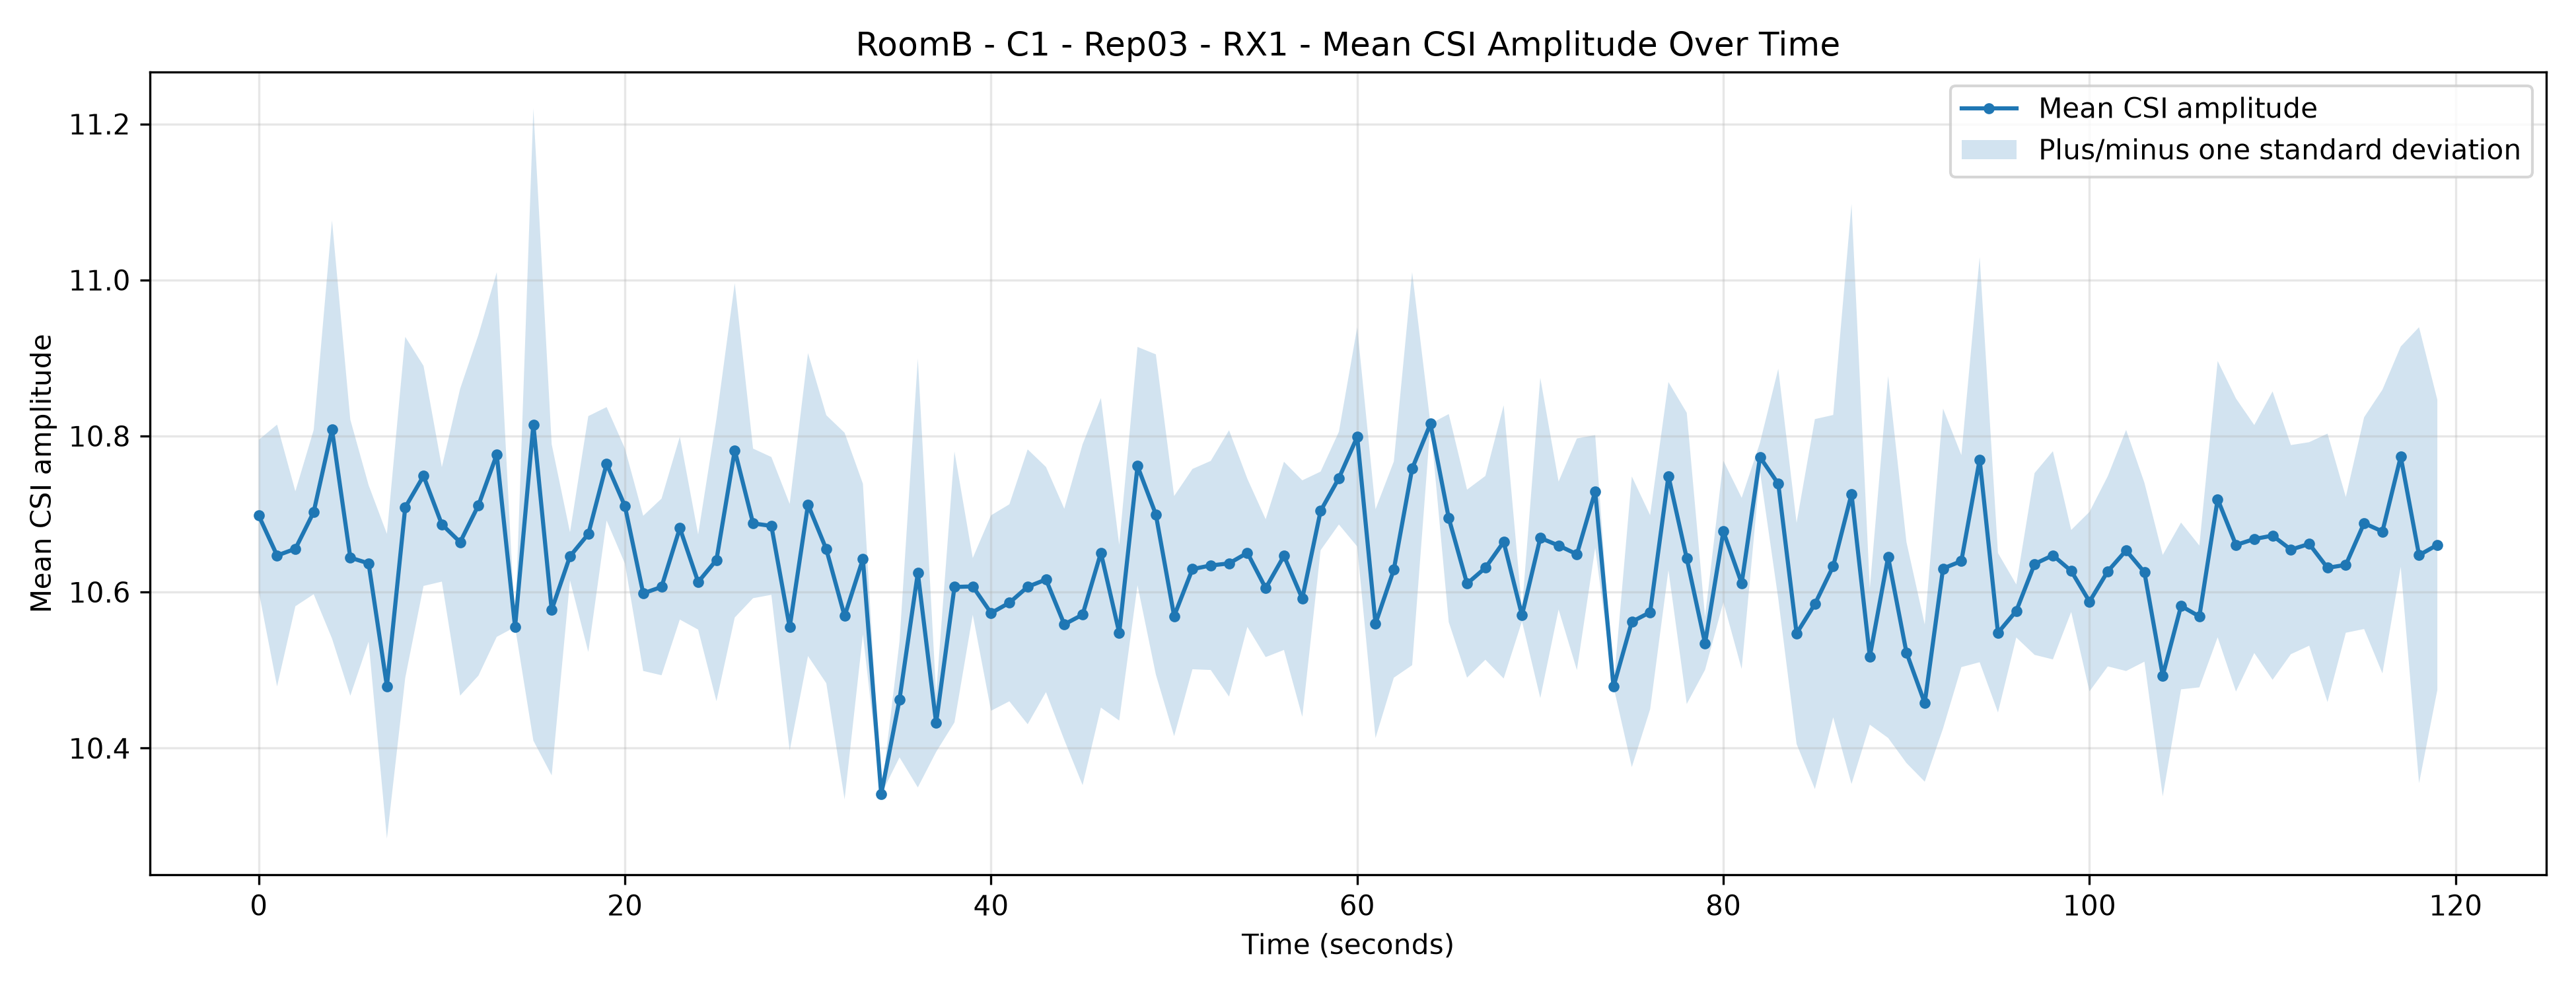 RoomB - C1 - Rep03 - RX1 - Mean CSI Amplitude Over Time
Mean CSI amplitude
Plus/minus one standard deviation
Mean CSI amplitude
11.2
11.0
10.8
10.6
10.4
0 20 40 60 80 100 120
Time (seconds)